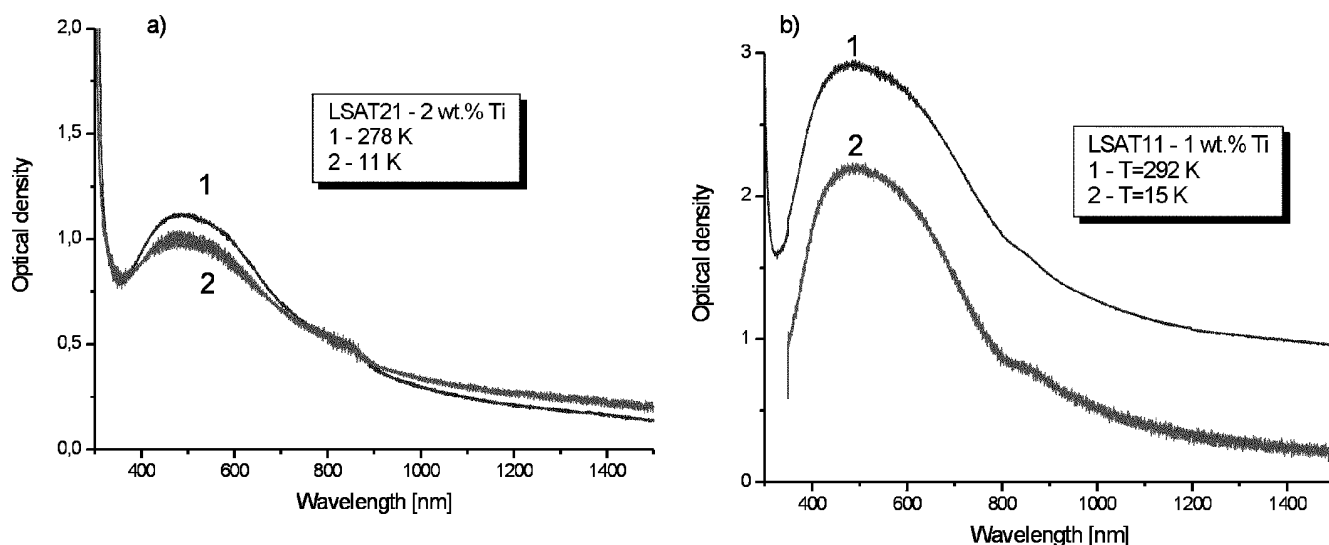 a)
2,0
1,5
1,0
0,5
0,0
Optical density
LSAT21 - 2 wt.% Ti
1 - 278 K
2 - 11 K
1
2
400 600 800 1000 1200 1400
Wavelength [nm]
b)
3
2
1
0
Optical density
1
LSAT11 - 1 wt.% Ti
1 - T=292 K
2 - T=15 K
2
400 600 800 1000 1200 1400
Wavelength [nm]